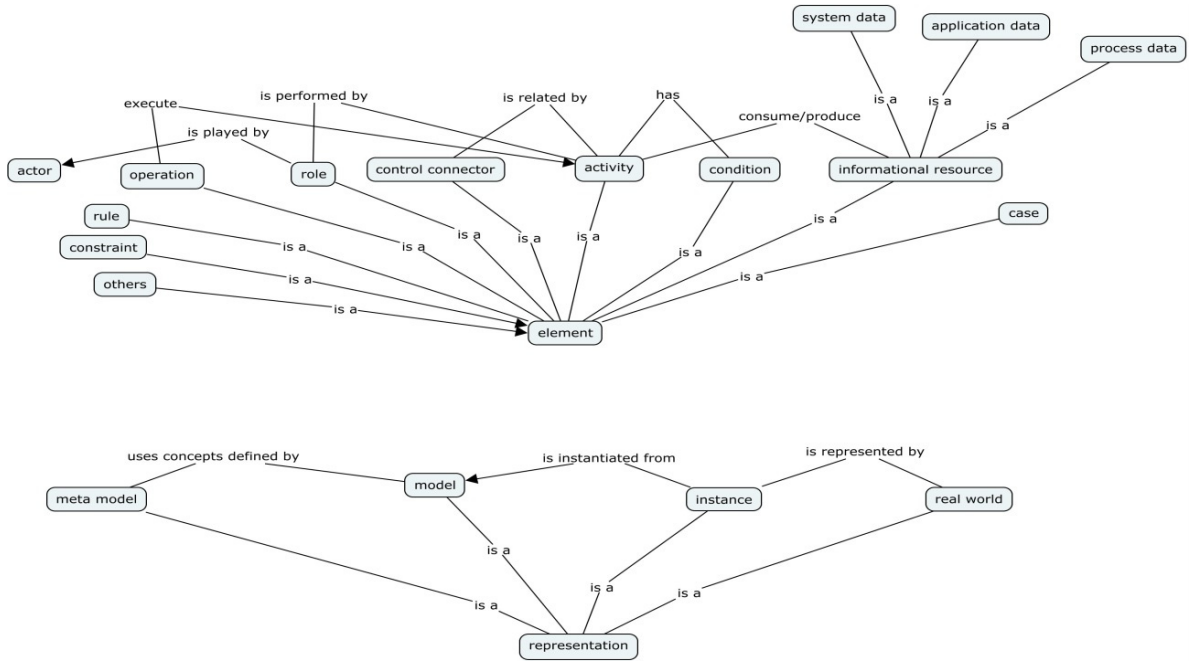 system data
application data
process data
execute
is performed by
is related by
has
is a
is a
consume/produce
is a
is played by
actor
operation
role
control connector
activity
condition
informational resource
rule
case
is a
constraint
is a
is a
is a
is a
is a
is a
is a
is a
others
is a
element
uses concepts defined by
is instantiated from
is represented by
meta model
model
instance
real world
is a
is a
is a
is a
representation